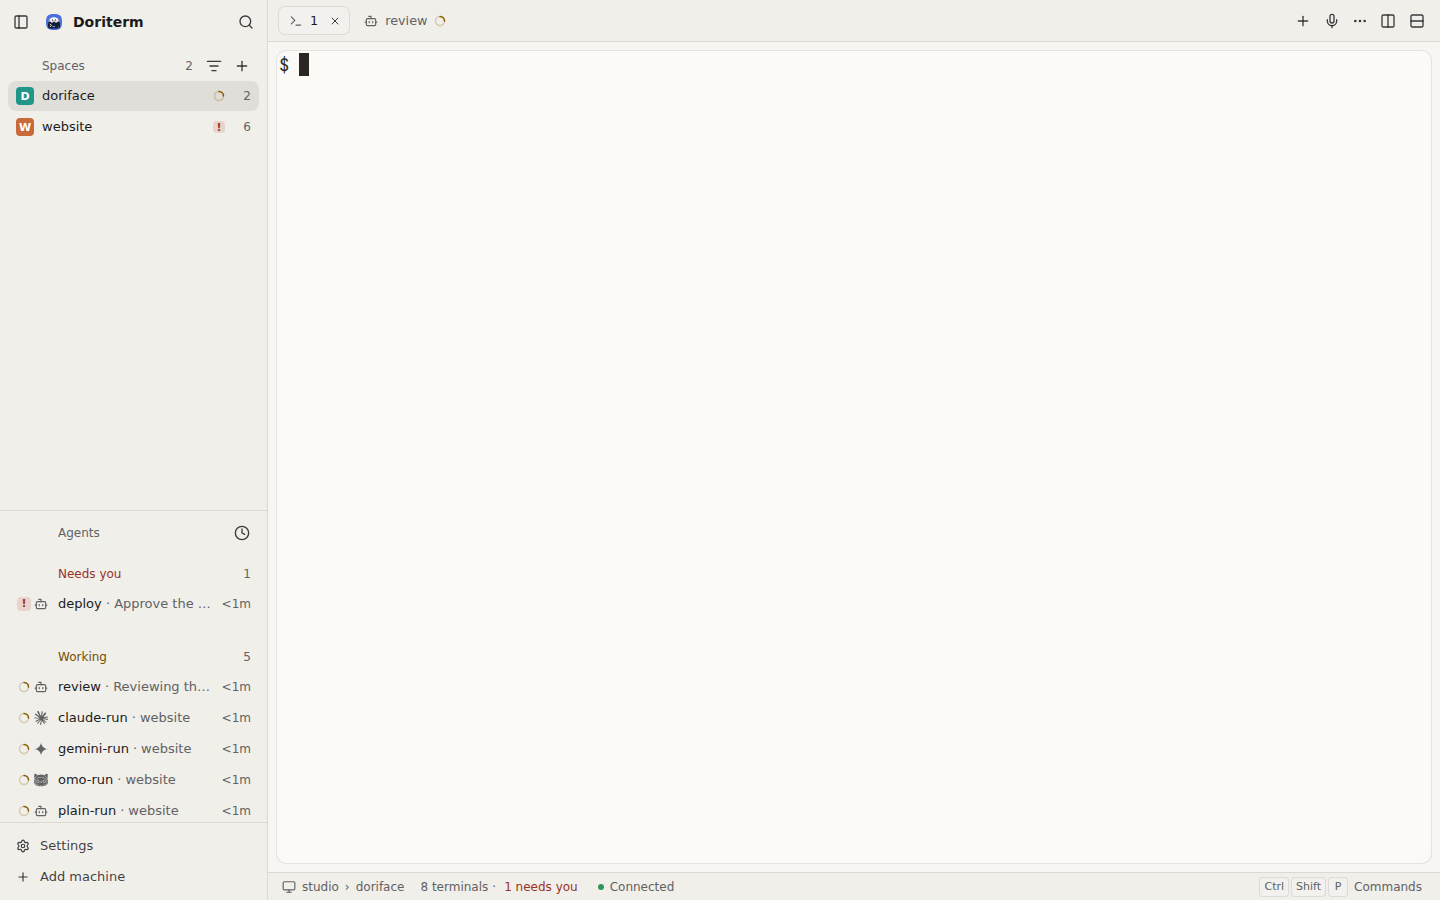 Doriterm
Spaces 2
D doriface 2
W website ! 6
Agents
Needs you 1
! deploy · Approve the ... <1m
Working 5
review · Reviewing th... <1m
claude-run · website <1m
gemini-run · website <1m
omo-run · website <1m
plain-run · website <1m
Settings
Add machine
1 review
$
studio › doriface 8 terminals · 1 needs you Connected
Ctrl Shift P Commands